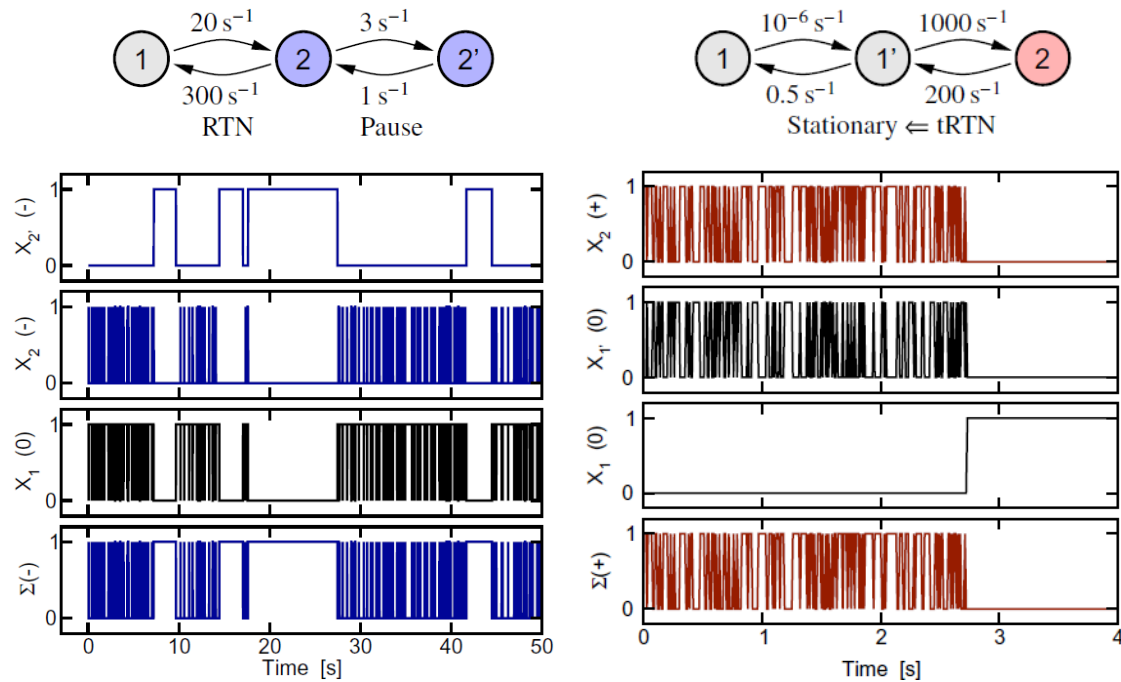 20 s⁻¹ 3 s⁻¹
1 2 2'
300 s⁻¹ 1 s⁻¹
RTN Pause
10⁻⁶ s⁻¹ 1000 s⁻¹
1 1' 2
0.5 s⁻¹ 200 s⁻¹
Stationary ⇐ tRTN
X₂' (-)
1
0
X₂ (-)
1
0
X₁ (0)
1
0
Σ(-)
1
0
0 10 20 30 40 50
Time [s]
X₂ (+)
1
0
X₁' (0)
1
0
X₁ (0)
1
0
Σ(+)
1
0
0 1 2 3 4
Time [s]